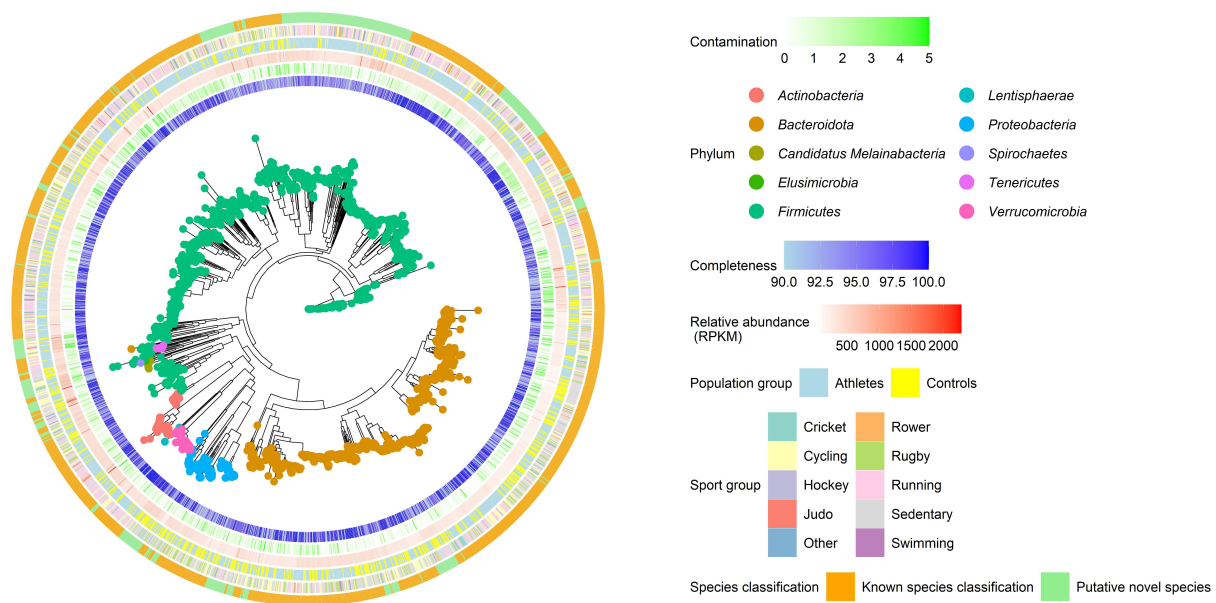 Contamination
0 1 2 3 4 5
Phylum
Actinobacteria
Bacteroidota
Candidatus Melainabacteria
Elusimicrobia
Firmicutes
Lentisphaerae
Proteobacteria
Spirochaetes
Tenericutes
Verrucomicrobia
Completeness
90.0 92.5 95.0 97.5 100.0
Relative abundance
(RPKM)
500 1000 1500 2000
Population group Athletes Controls
Sport group
Cricket
Cycling
Hockey
Judo
Other
Rower
Rugby
Running
Sedentary
Swimming
Species classification Known species classification Putative novel species